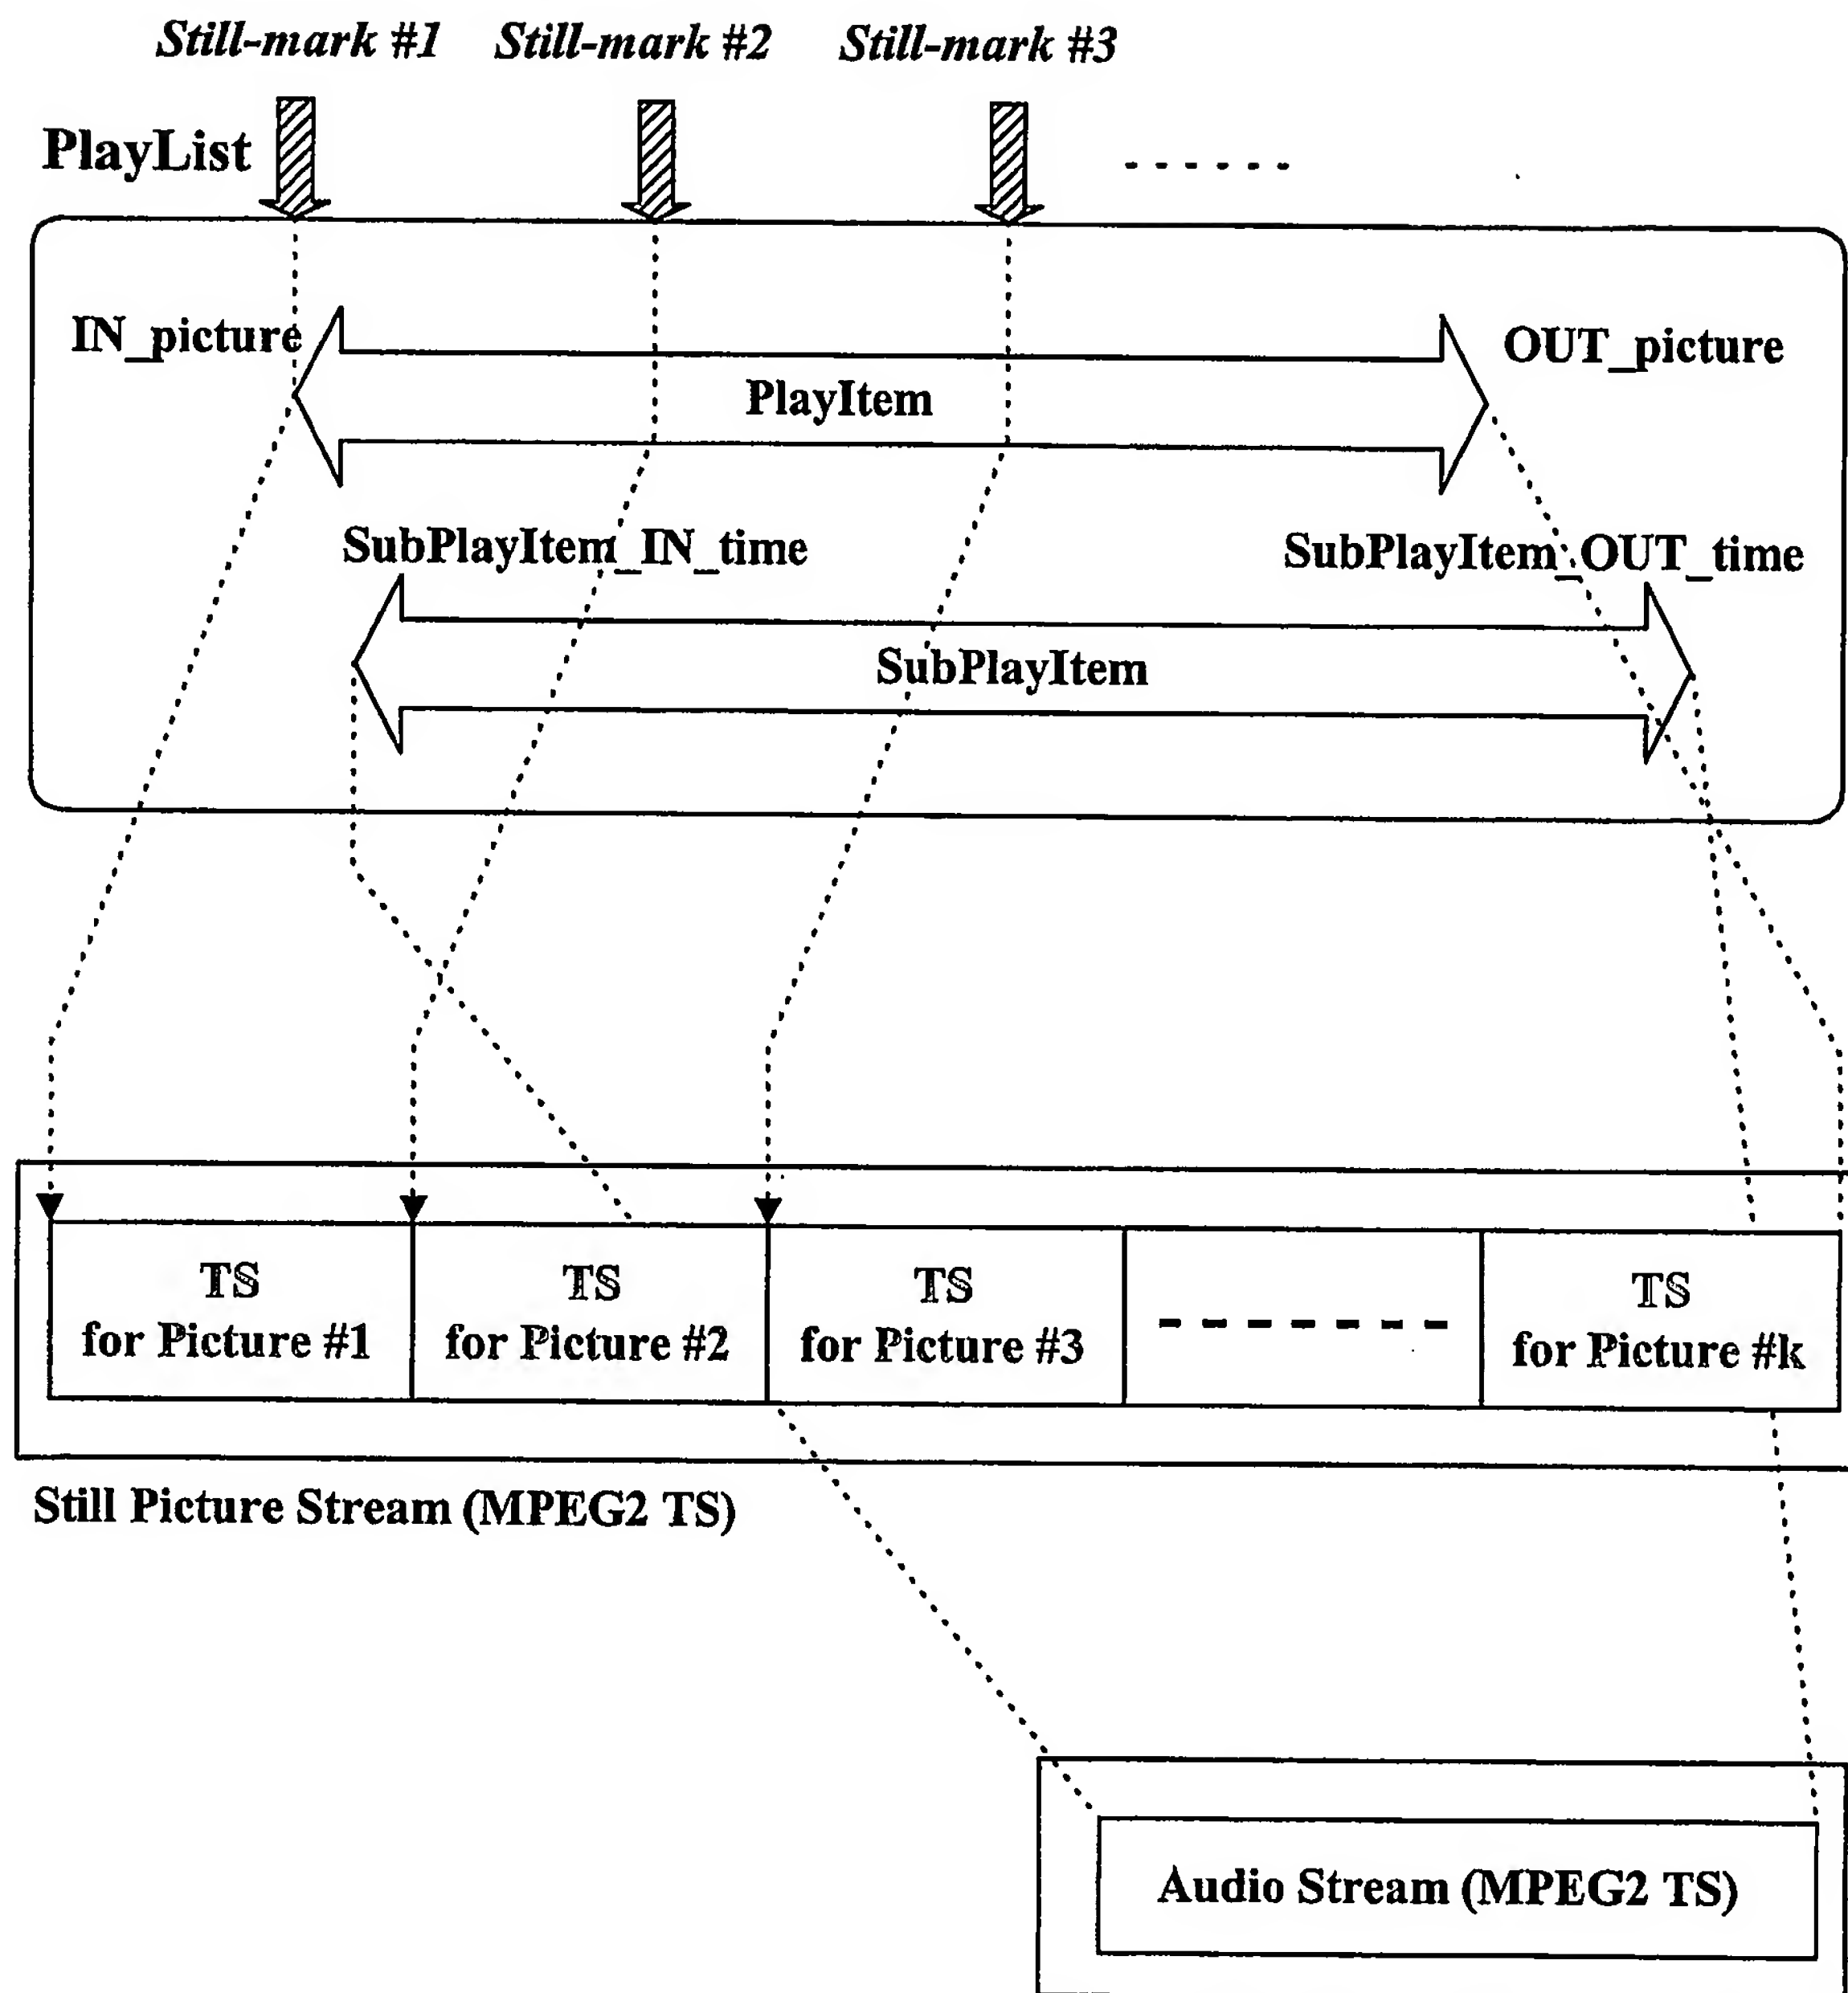 Still-mark #1 Still-mark #2 Still-mark #3
PlayList
IN_picture
OUT_picture
PlayItem
SubPlayItem_IN_time
SubPlayItem_OUT_time
SubPlayItem
TS
for Picture #1
TS
for Picture #2
TS
for Picture #3
TS
for Picture #k
Still Picture Stream (MPEG2 TS)
Audio Stream (MPEG2 TS)